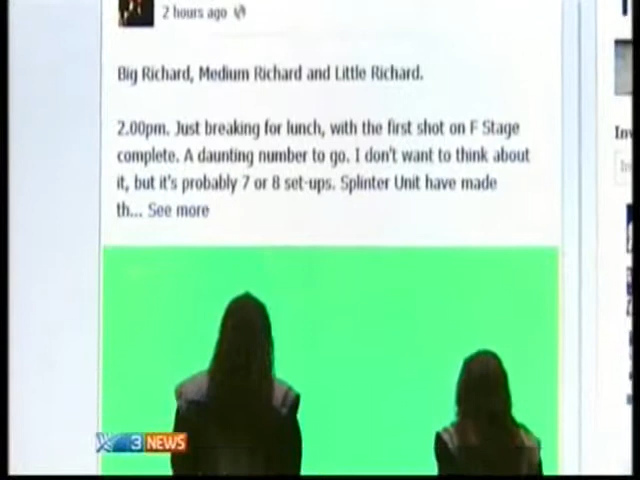 2 hours ago
Big Richard, Medium Richard and Little Richard.
2.00pm. Just breaking for lunch, with the first shot on F Stage
complete. A daunting number to go. I don't want to think about
it, but it's probably 7 or 8 set-ups. Splinter Unit have made
th... See more
3 NEWS